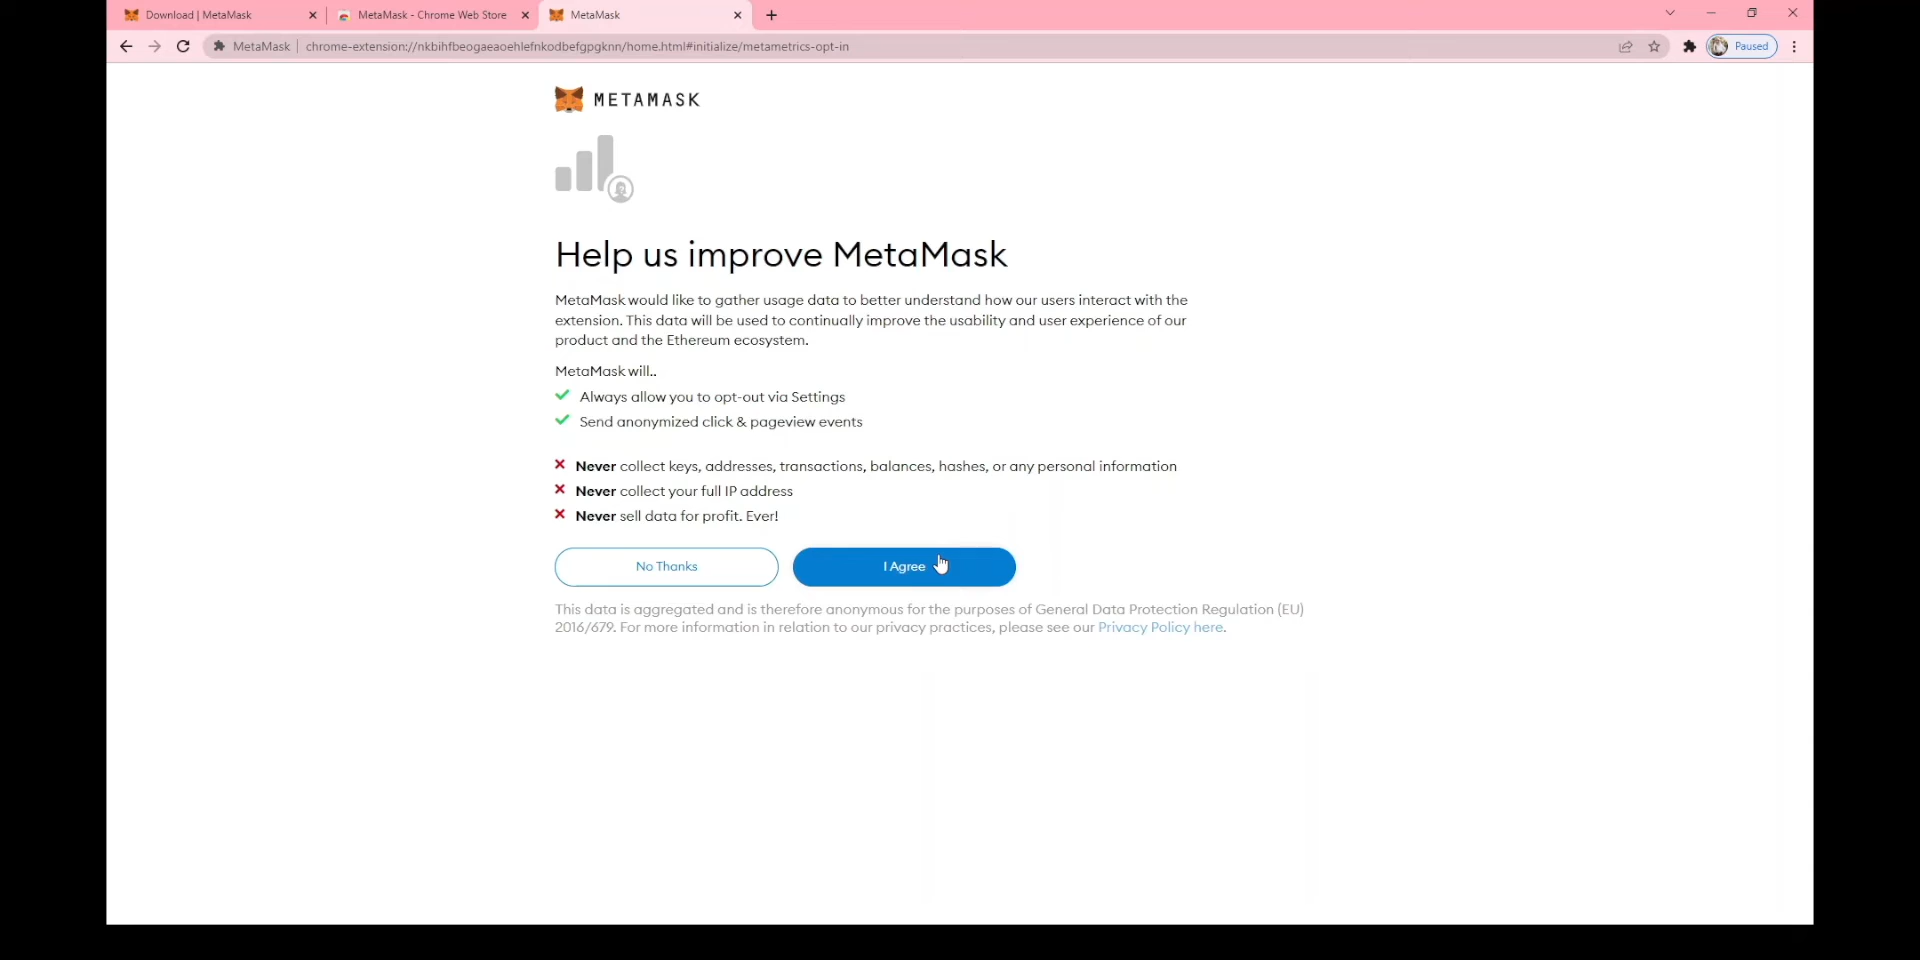 Download | MetaMask
MetaMask - Chrome Web Store
MetaMask
MetaMask
chrome-extension://nkbihfbeogaeaoehlefnkodbefgpgknn/home.html#initialize/metametrics-opt-in
Paused
METAMASK
Help us improve MetaMask
MetaMask would like to gather usage data to better understand how our users interact with the
extension. This data will be used to continually improve the usability and user experience of our
product and the Ethereum ecosystem.
MetaMask will..
Always allow you to opt-out via Settings
Send anonymized click & pageview events
Never collect keys, addresses, transactions, balances, hashes, or any personal information
Never collect your full IP address
Never sell data for profit. Ever!
No Thanks
I Agree
This data is aggregated and is therefore anonymous for the purposes of General Data Protection Regulation (EU)
2016/679. For more information in relation to our privacy practices, please see our Privacy Policy here.